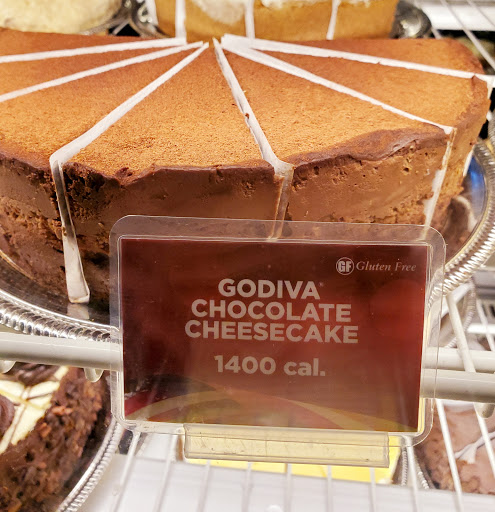 GF Gluten Free
GODIVA®
CHOCOLATE
CHEESECAKE
1400 cal.